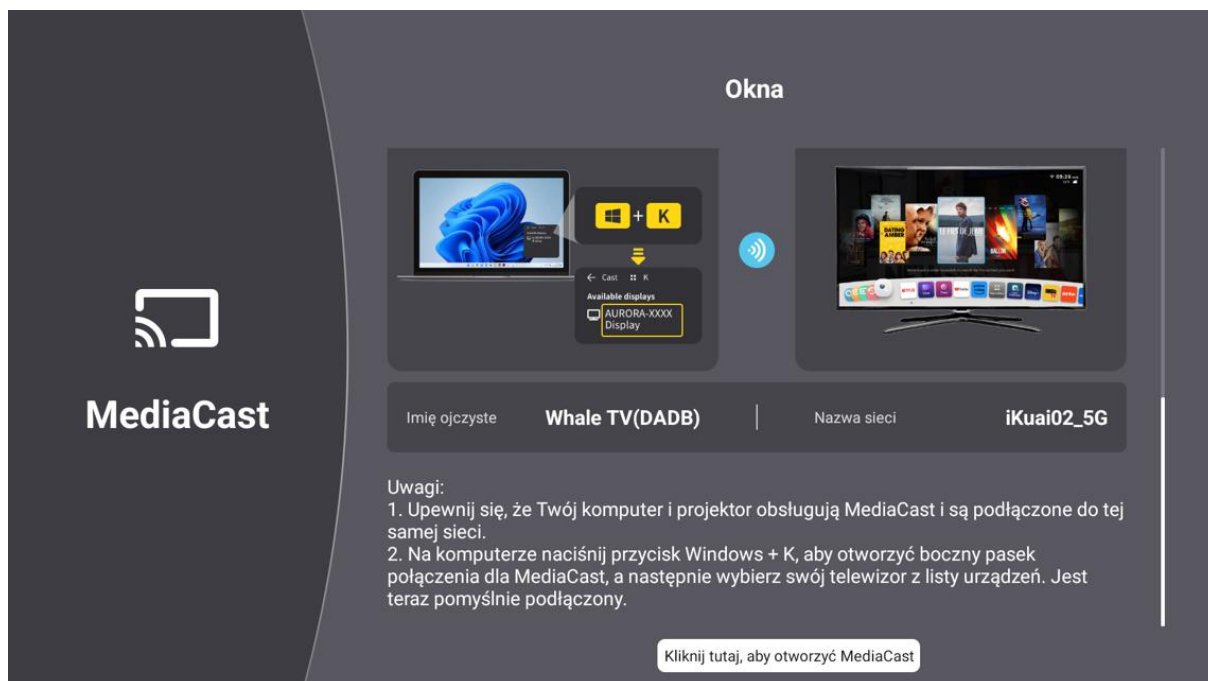 Okna
+ K
← Cast K
Available displays
AURORA-XXXX
Display
DATING
AMBER
MediaCast
Imię ojczyste Whale TV(DADB) Nazwa sieci iKuai02_5G
Uwagi:
1. Upewnij się, że Twój komputer i projektor obsługują MediaCast i są podłączone do tej
samej sieci.
2. Na komputerze naciśnij przycisk Windows + K, aby otworzyć boczny pasek
połączenia dla MediaCast, a następnie wybierz swój telewizor z listy urządzeń. Jest
teraz pomyślnie podłączony.
Kliknij tutaj, aby otworzyć MediaCast